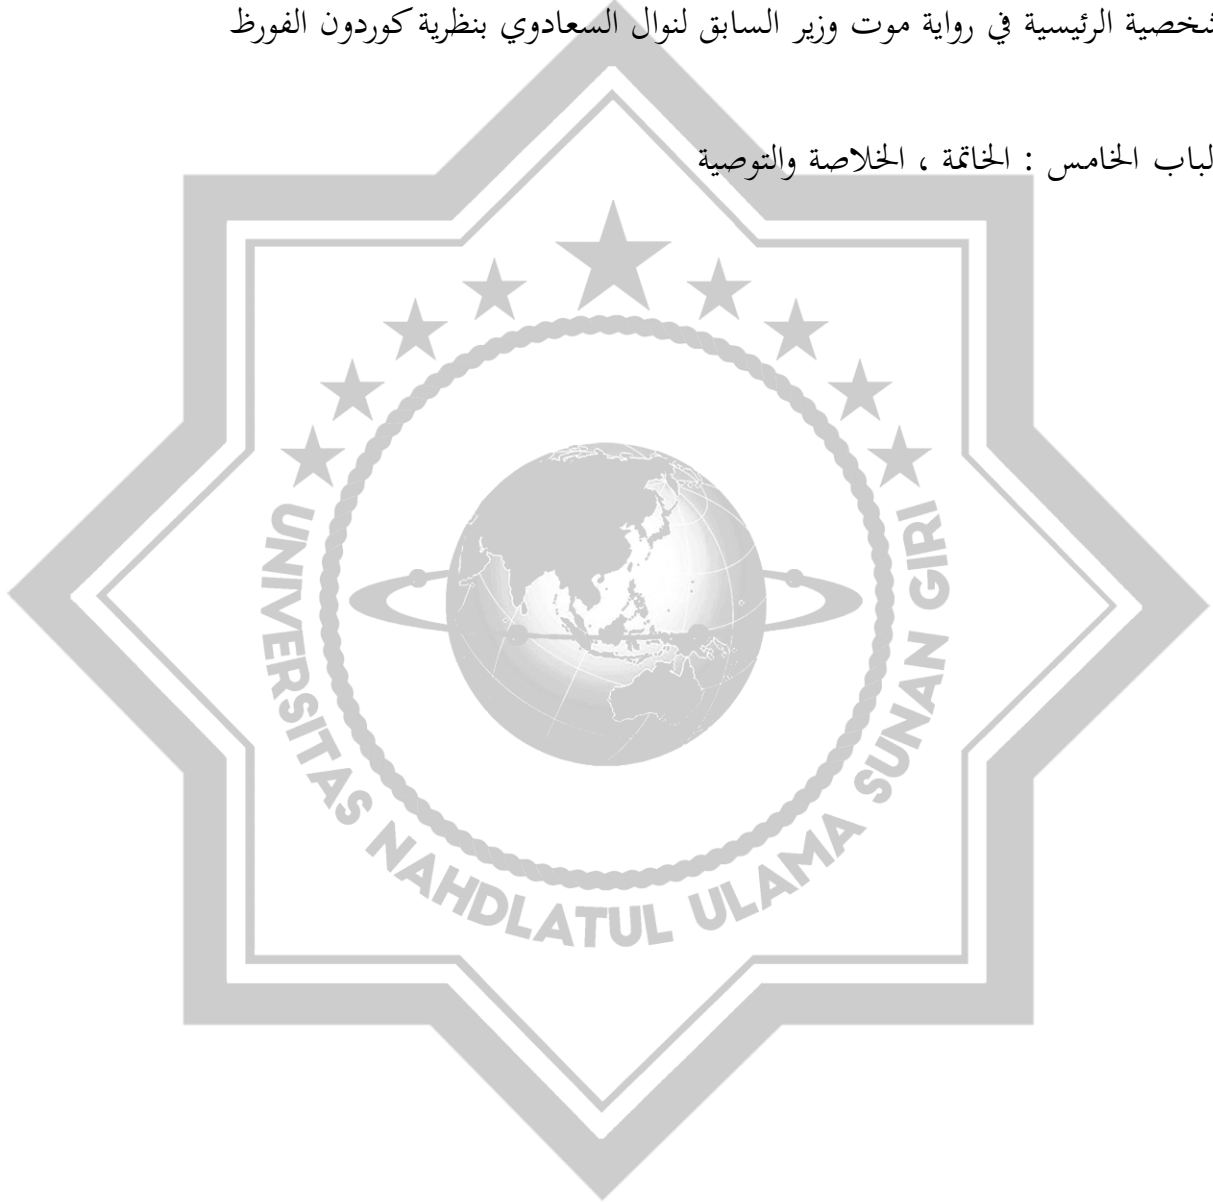 شخصية الرئيسية في رواية موت وزير السابق لنوال السعادوي بنظرية كوردون الفورظ
لباب الخامس : الخاتمة ، الخلاصة والتوصية
UNIVERSITAS NAHDLATUL ULAMA SUNAN GIRI